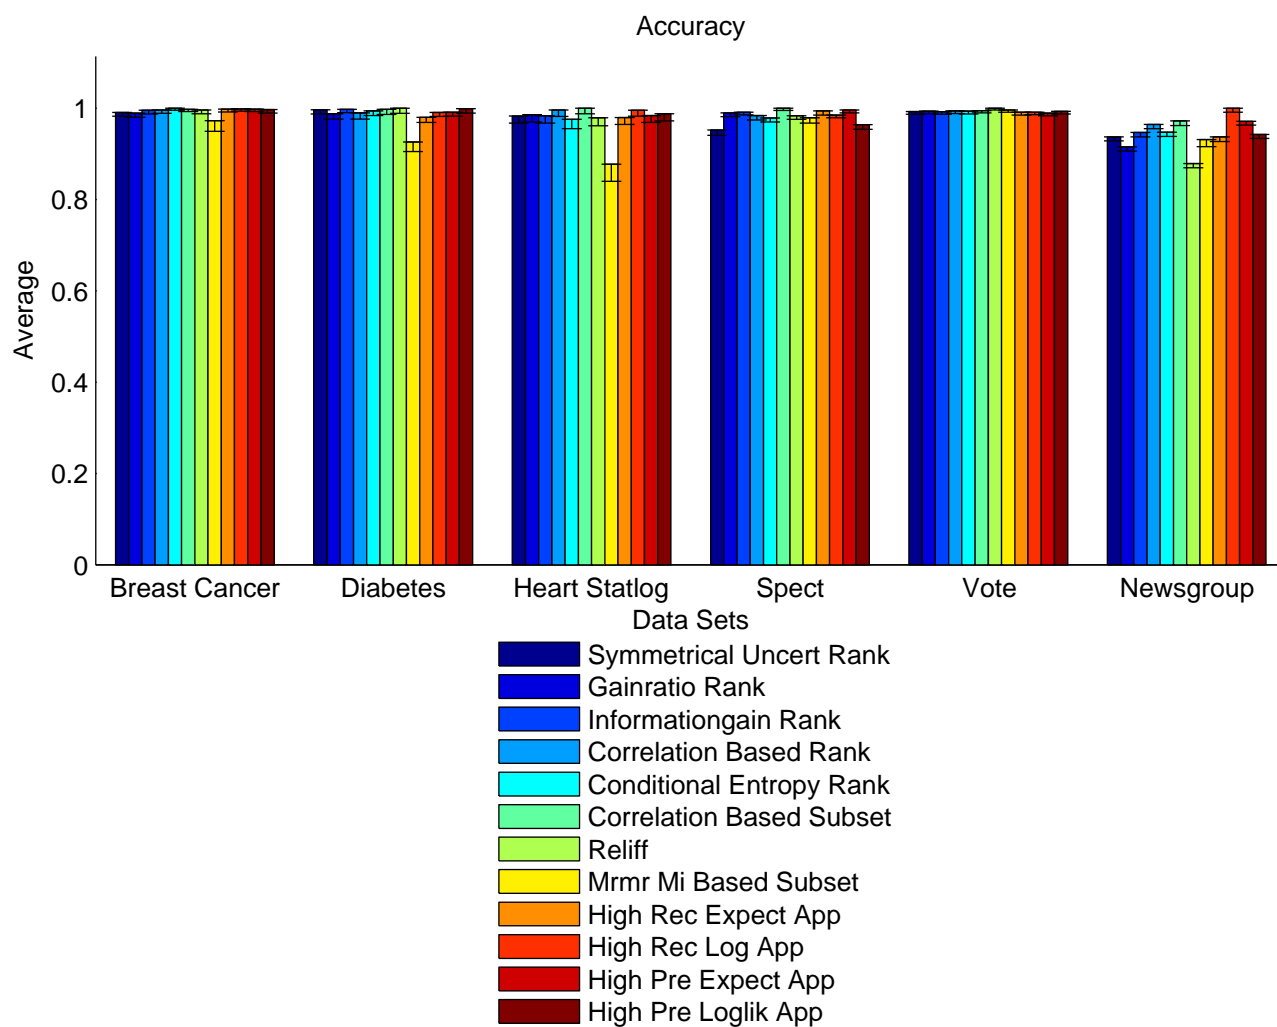 Accuracy
1
0.8
0.6
0.4
0.2
0
Average
Breast Cancer Diabetes Heart Statlog Spect Vote Newsgroup
Data Sets
Symmetrical Uncert Rank
Gainratio Rank
Informationgain Rank
Correlation Based Rank
Conditional Entropy Rank
Correlation Based Subset
Reliff
Mrmr Mi Based Subset
High Rec Expect App
High Rec Log App
High Pre Expect App
High Pre Loglik App